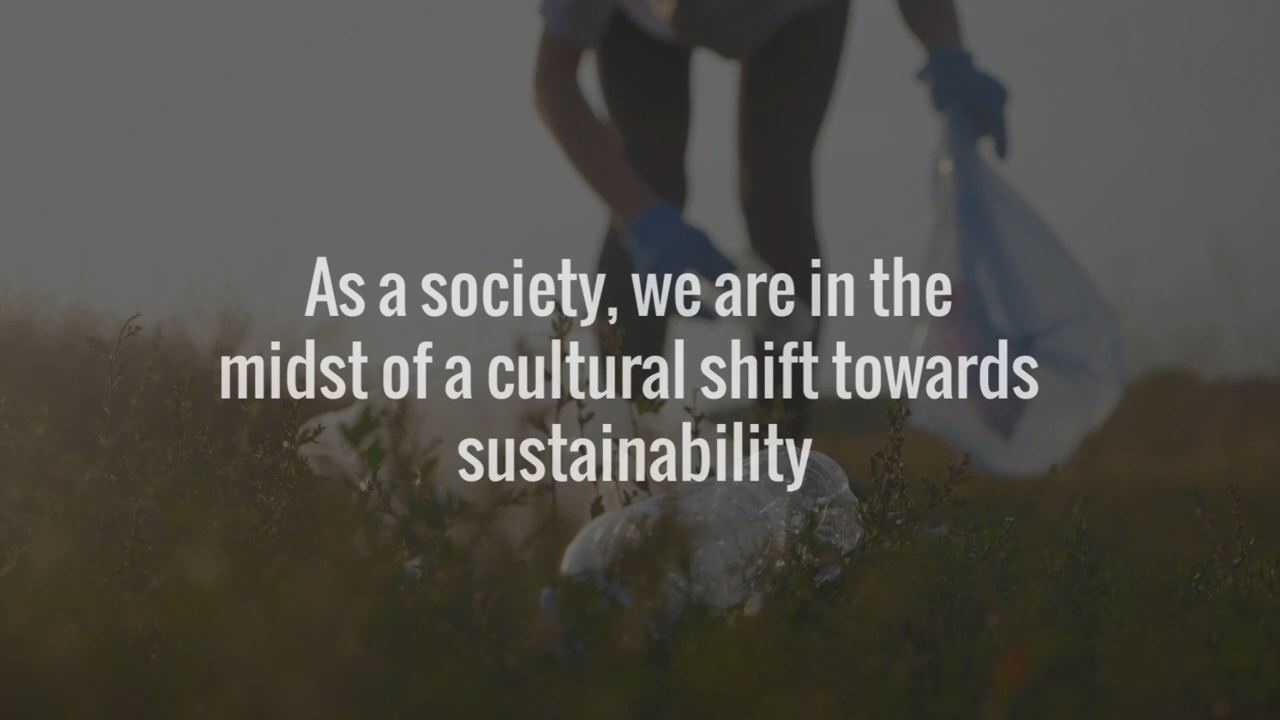 As a society, we are in the
midst of a cultural shift towards
sustainability